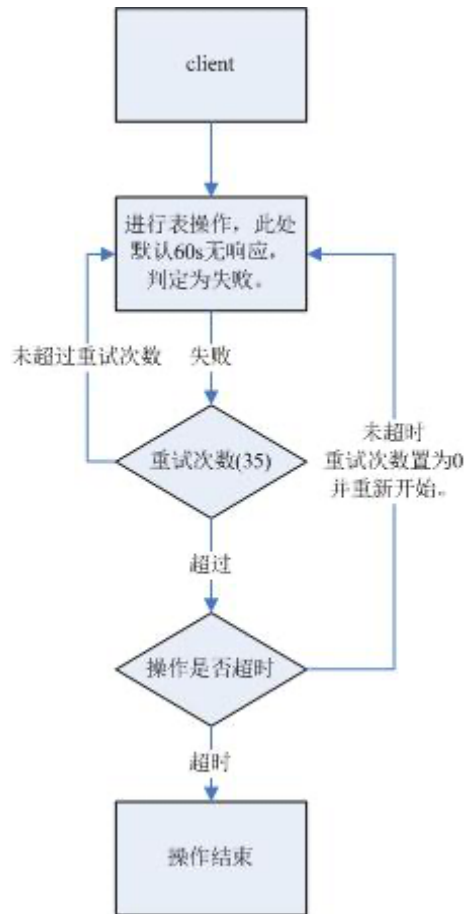 client
进行表操作，此处
默认60s无响应，
判定为失败。
未超过重试次数
失败
重试次数(35)
未超时
重试次数置为0
并重新开始。
超过
操作是否超时
超时
操作结束